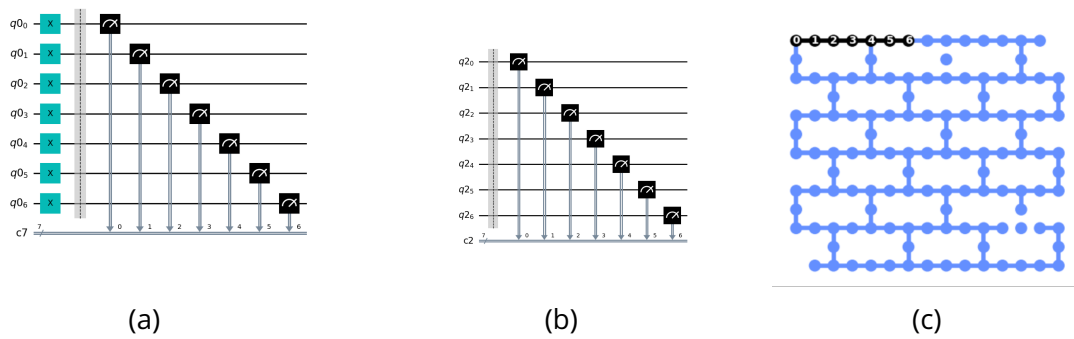 q0₀ X
q0₁ X
q0₂ X
q0₃ X
q0₄ X
q0₅ X
q0₆ X
c7 7 0 1 2 3 4 5 6
q2₀
q2₁
q2₂
q2₃
q2₄
q2₅
q2₆
c2 7 0 1 2 3 4 5 6
0 1 2 3 4 5 6
(a) (b) (c)